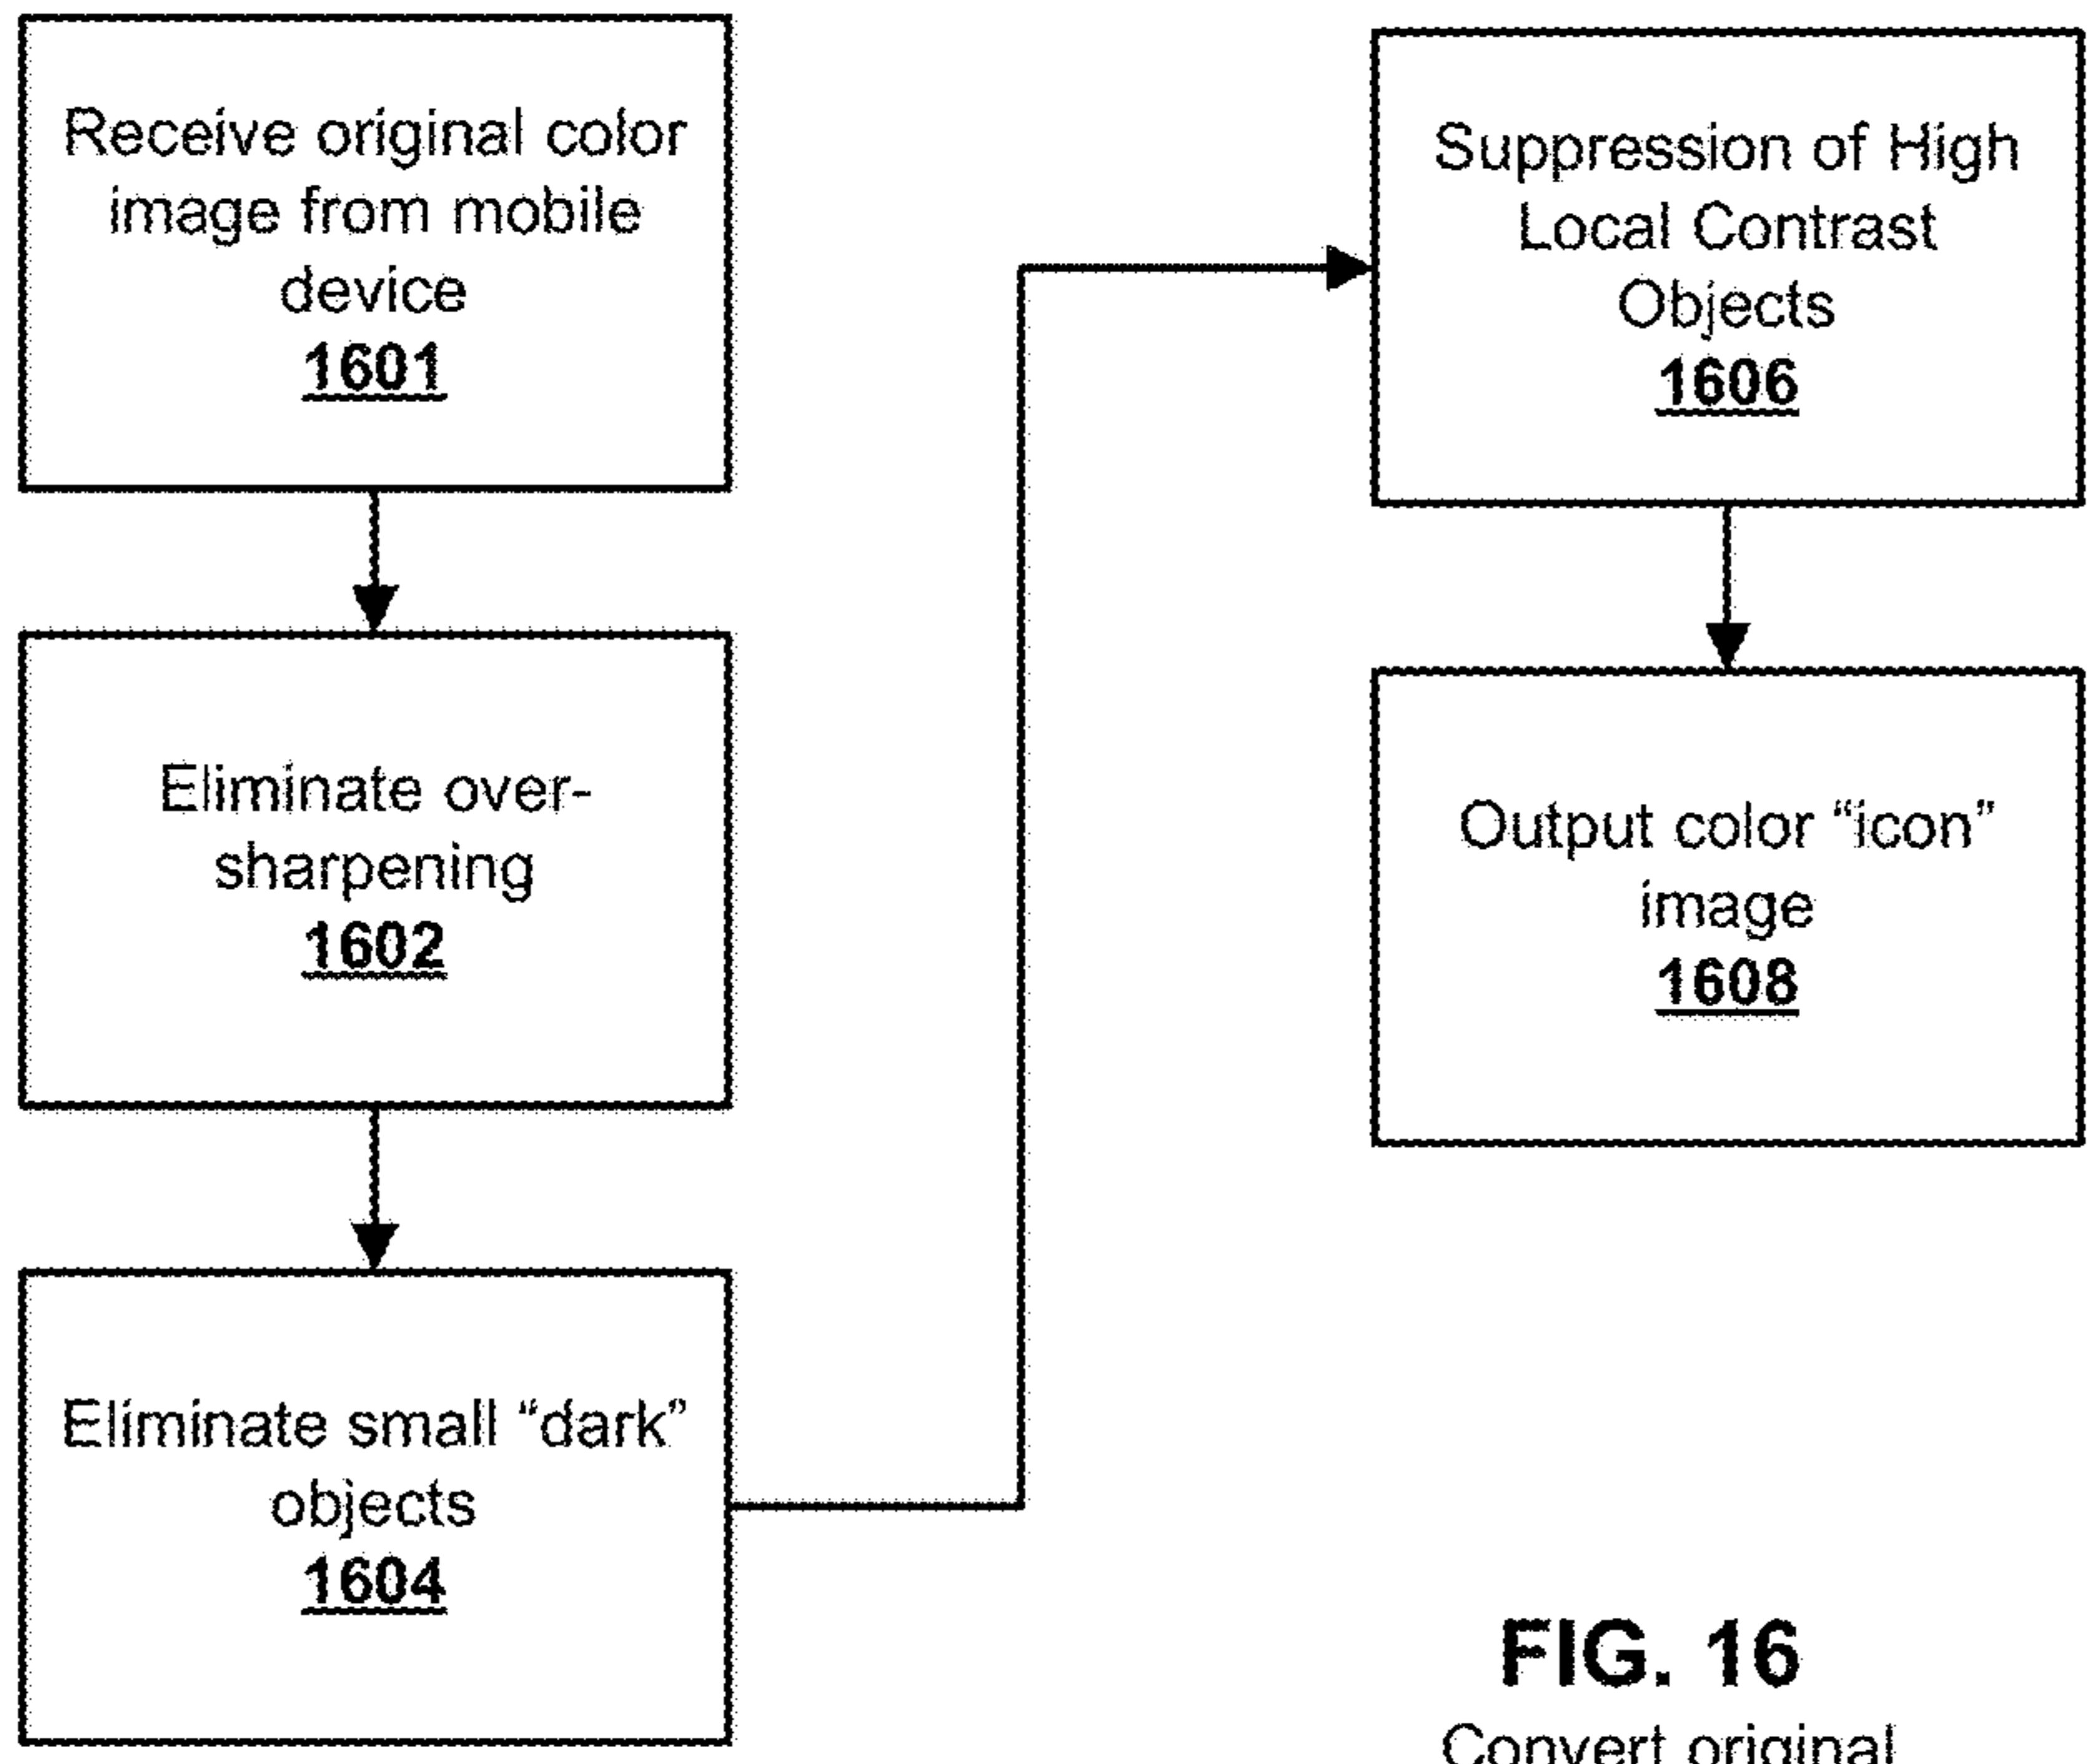 Receive original color
image from mobile
device
1601
Eliminate over-
sharpening
1602
Eliminate small “dark”
objects
1604
Suppression of High
Local Contrast
Objects
1606
Output color “icon”
image
1608
FIG. 16
Convert original